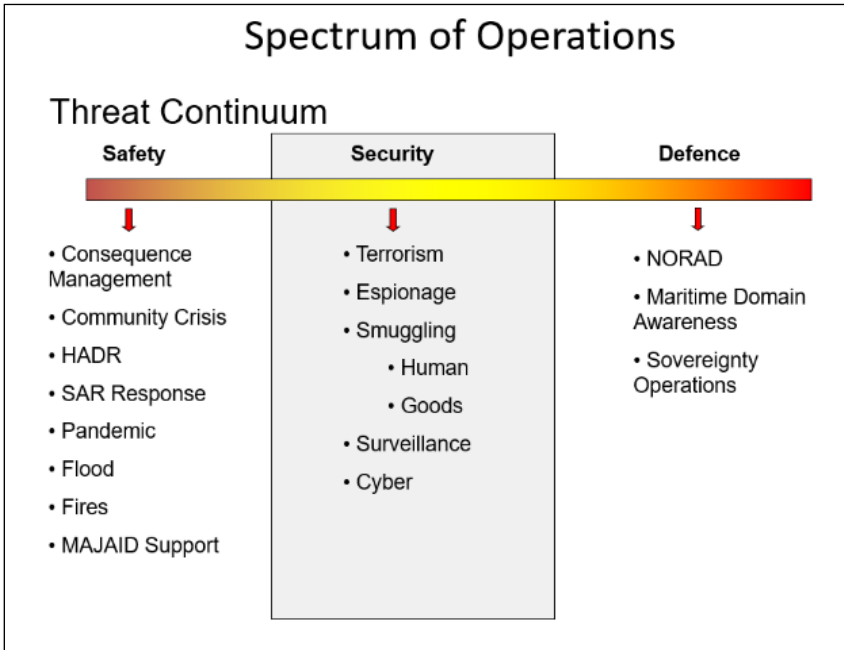 Spectrum of Operations
Threat Continuum
Safety
• Consequence
Management
• Community Crisis
• HADR
• SAR Response
• Pandemic
• Flood
• Fires
• MAJAID Support
Security
• Terrorism
• Espionage
• Smuggling
• Human
• Goods
• Surveillance
• Cyber
Defence
• NORAD
• Maritime Domain
Awareness
• Sovereignty
Operations